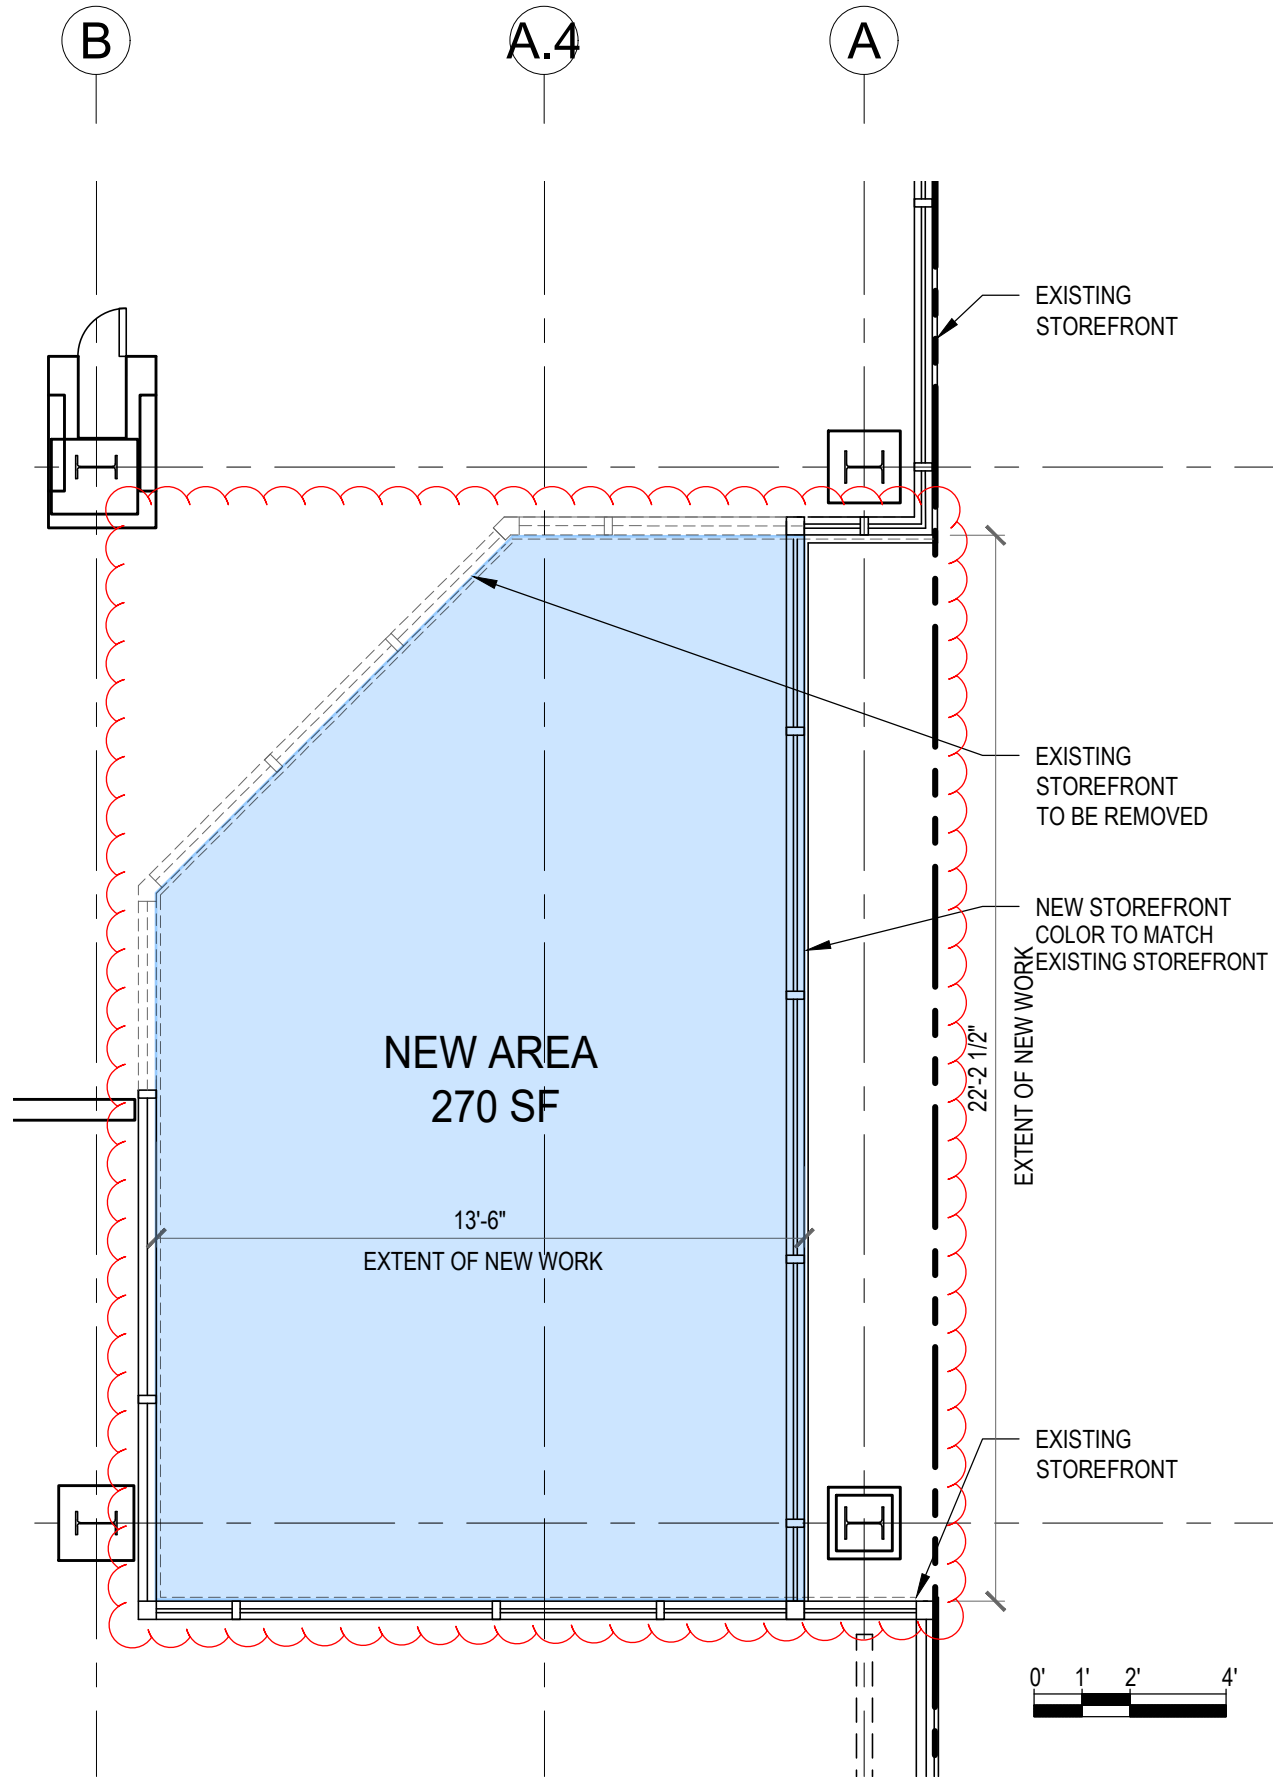 B
A.4
A
EXISTING
STOREFRONT
EXISTING
STOREFRONT
TO BE REMOVED
NEW STOREFRONT
COLOR TO MATCH
EXISTING STOREFRONT
22'-2 1/2"
EXTENT OF NEW WORK
NEW AREA
270 SF
13'-6"
EXTENT OF NEW WORK
EXISTING
STOREFRONT
0' 1' 2' 4'